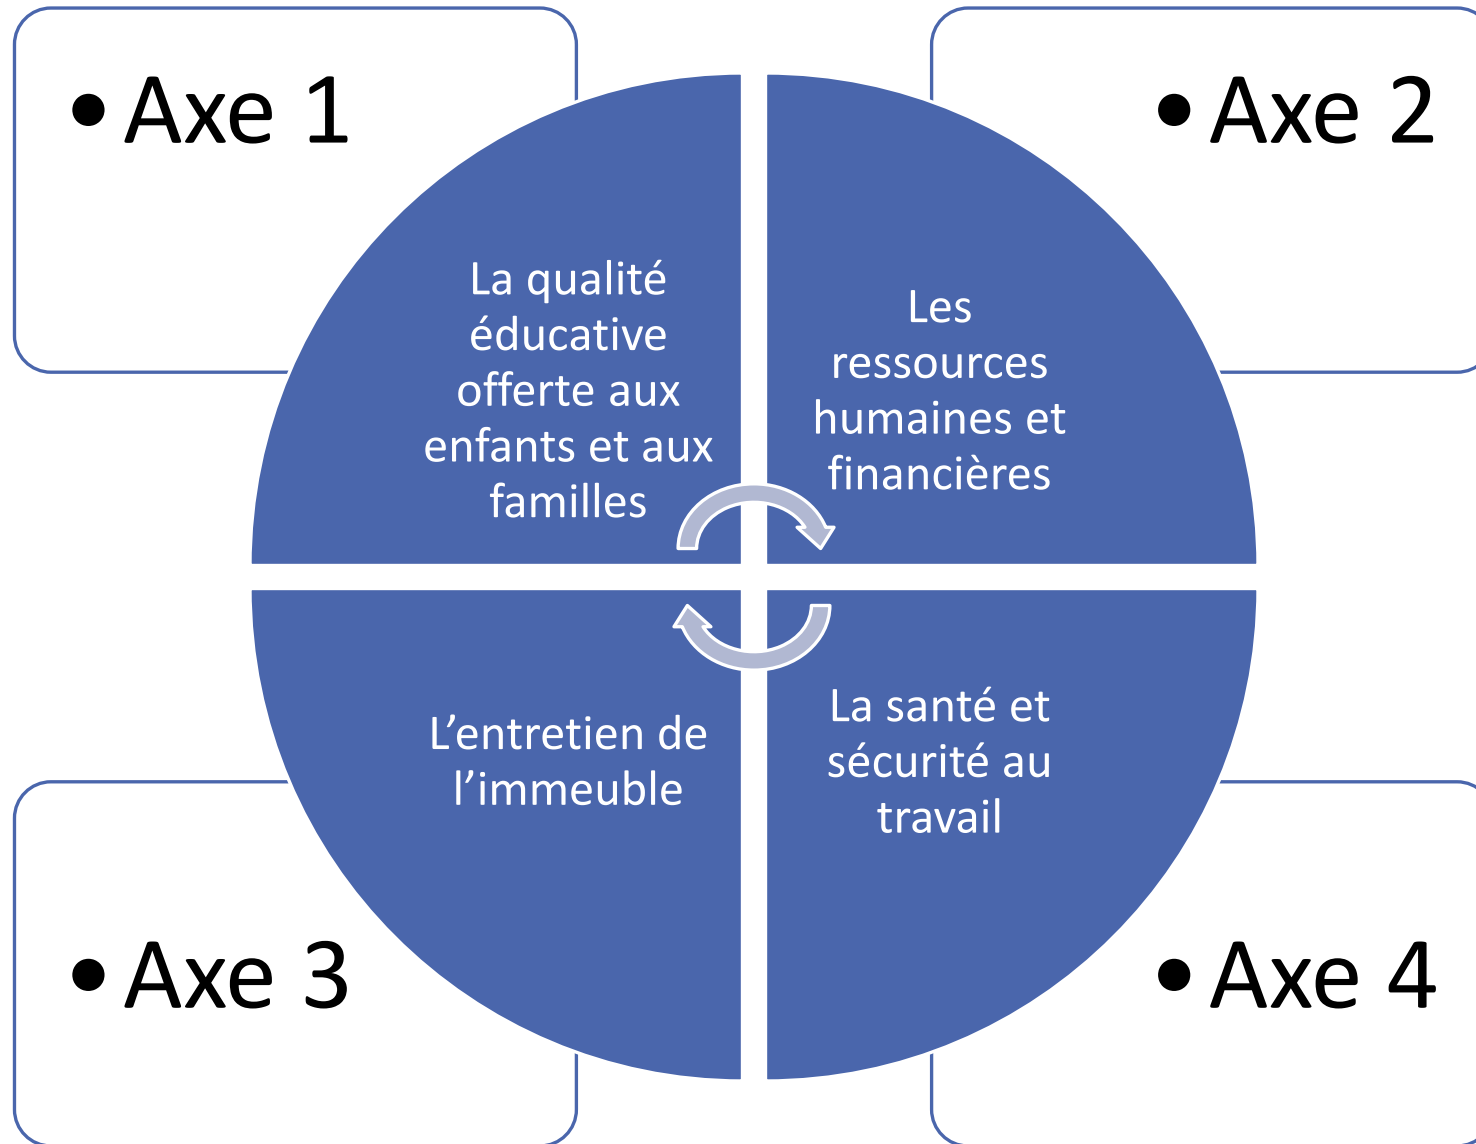 • Axe 1
La qualité
éducative
offerte aux
enfants et aux
familles
• Axe 2
Les
ressources
humaines et
financières
• Axe 3
L’entretien de
l’immeuble
• Axe 4
La santé et
sécurité au
travail